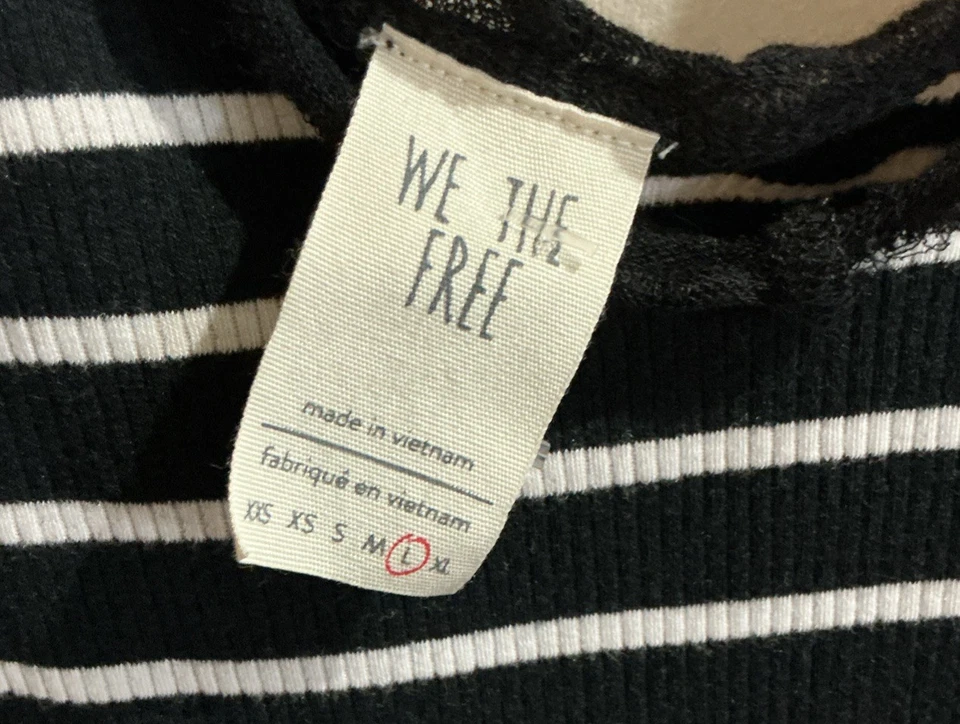 WE THE
FREE
made in vietnam
fabriqué en vietnam
XXS XS S M L XL